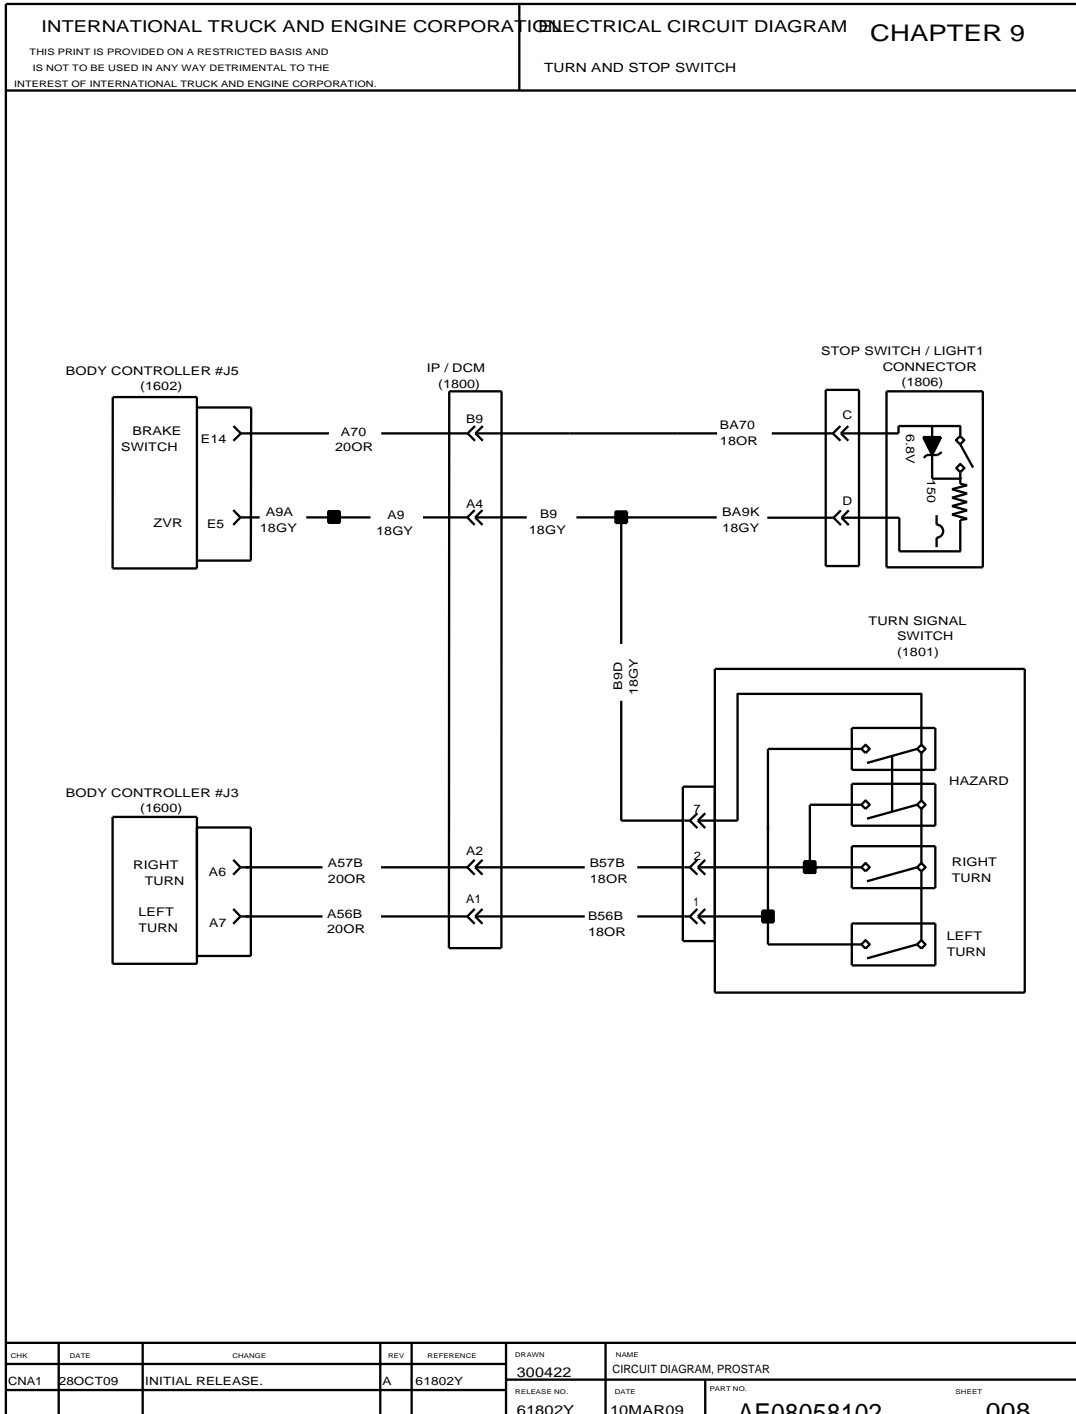 INTERNATIONAL TRUCK AND ENGINE CORPORATION
THIS PRINT IS PROVIDED ON A RESTRICTED BASIS AND
IS NOT TO BE USED IN ANY WAY DETRIMENTAL TO THE
INTEREST OF INTERNATIONAL TRUCK AND ENGINE CORPORATION.
ELECTRICAL CIRCUIT DIAGRAM
CHAPTER 9
TURN AND STOP SWITCH
BODY CONTROLLER #J5
(1602)
BRAKE
SWITCH
E14
ZVR
E5
A70
20OR
A9A
18GY
A9
18GY
IP / DCM
(1800)
B9
A4
B9
18GY
BA70
18OR
BA9K
18GY
STOP SWITCH / LIGHT1
CONNECTOR
(1806)
C
D
6.8V
150
B9D
18GY
TURN SIGNAL
SWITCH
(1801)
HAZARD
RIGHT
TURN
LEFT
TURN
7
2
1
BODY CONTROLLER #J3
(1600)
RIGHT
TURN
A6
LEFT
TURN
A7
A57B
20OR
A56B
20OR
A2
A1
B57B
18OR
B56B
18OR
CHK DATE CHANGE REV REFERENCE
CNA1 28OCT09 INITIAL RELEASE. A 61802Y
DRAWN
300422
NAME
CIRCUIT DIAGRAM, PROSTAR
RELEASE NO.
61802Y
DATE
10MAR09
PART NO.
AE08058102
SHEET
008